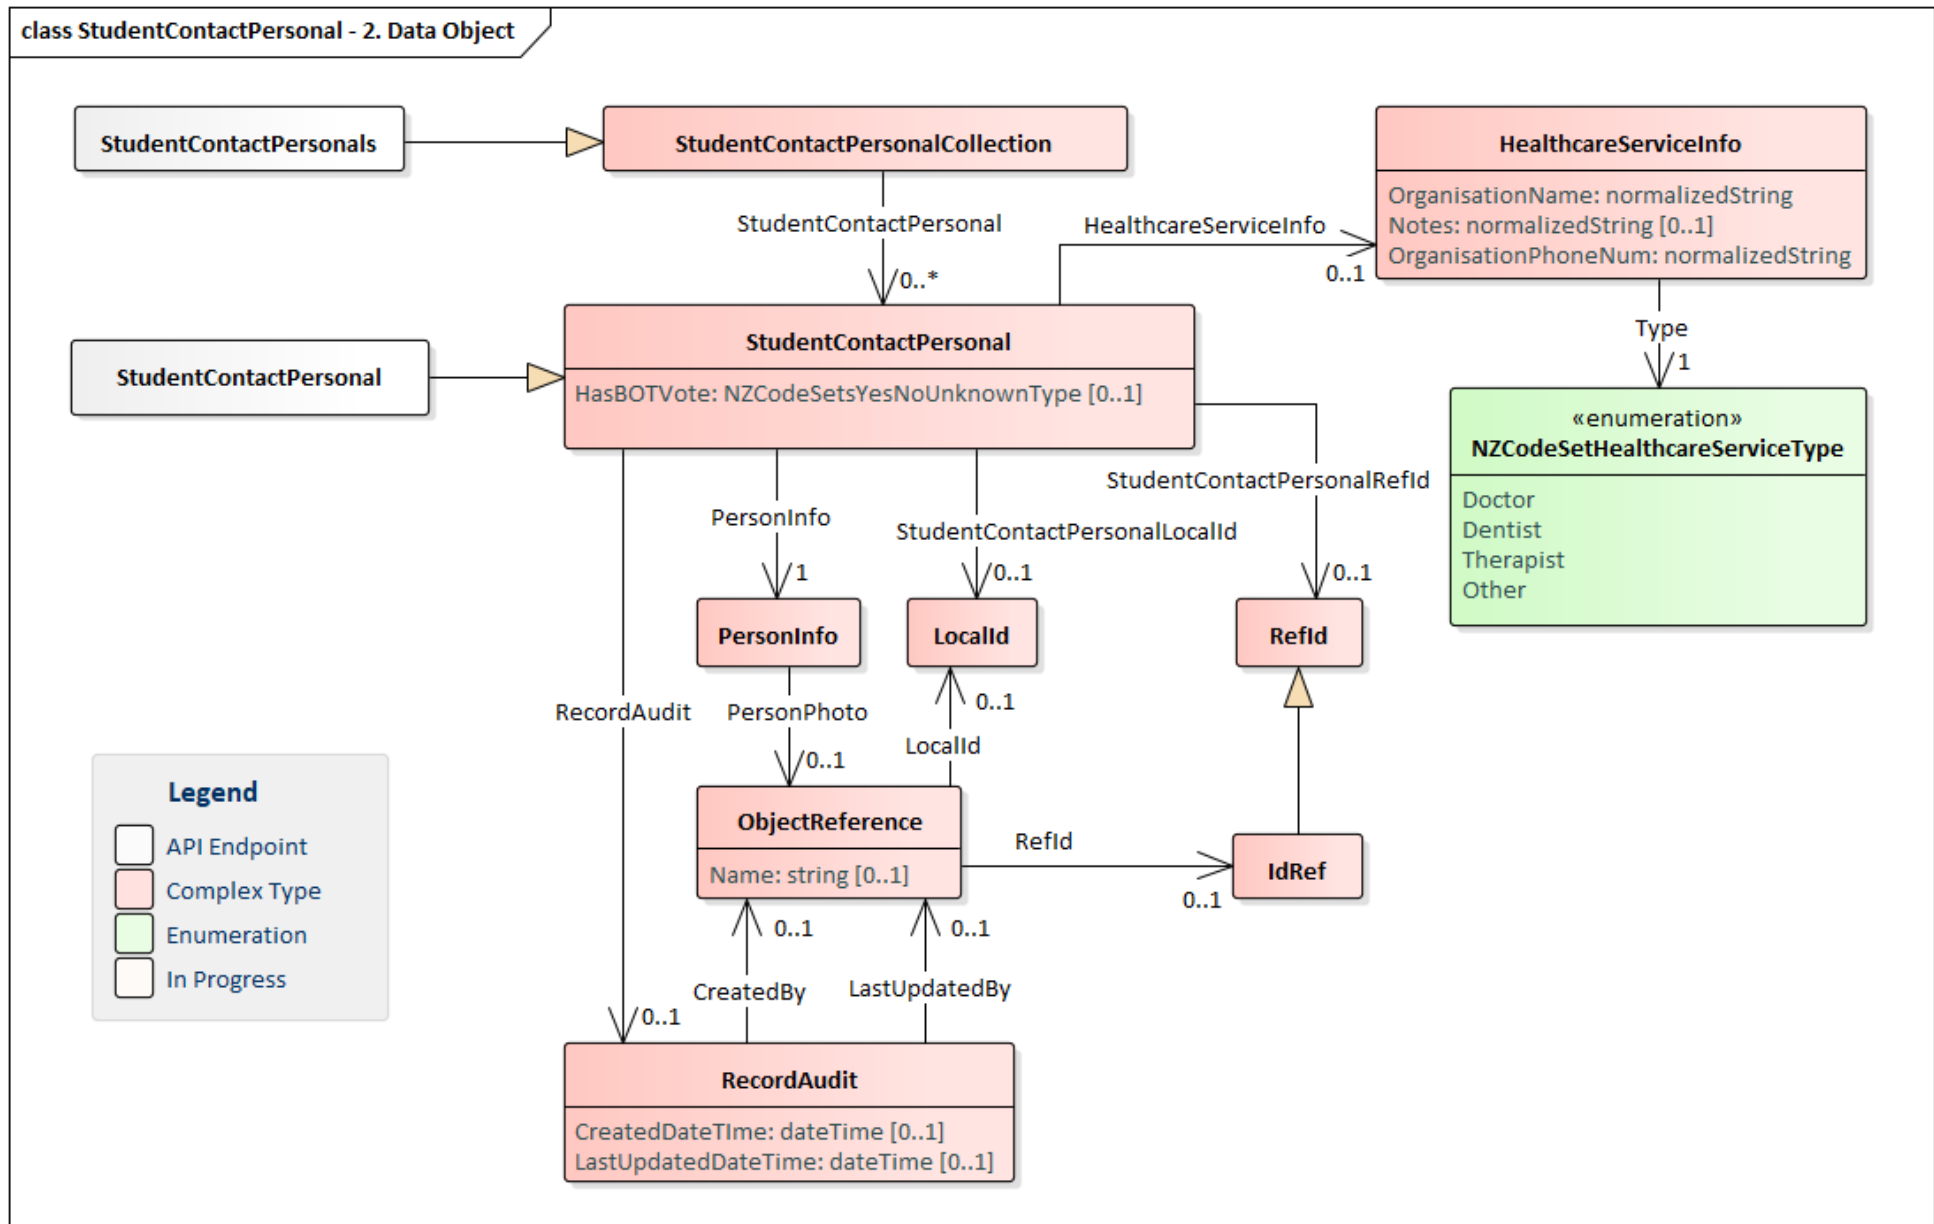 class StudentContactPersonal - 2. Data Object
StudentContactPersonals
StudentContactPersonalCollection
HealthcareServiceInfo
OrganisationName: normalizedString
Notes: normalizedString [0..1]
OrganisationPhoneNum: normalizedString
StudentContactPersonal
0..*
HealthcareServiceInfo
0..1
Type
1
StudentContactPersonal
StudentContactPersonal
HasBOTVote: NZCodeSetsYesNoUnknownType [0..1]
«enumeration»
NZCodeSetHealthcareServiceType
Doctor
Dentist
Therapist
Other
StudentContactPersonalRefId
0..1
PersonInfo
1
StudentContactPersonalLocalId
0..1
PersonInfo
LocalId
RefId
RecordAudit
0..1
PersonPhoto
0..1
0..1
LocalId
ObjectReference
Name: string [0..1]
RefId
0..1
IdRef
0..1
CreatedBy
0..1
LastUpdatedBy
RecordAudit
CreatedDateTIme: dateTime [0..1]
LastUpdatedDateTime: dateTime [0..1]
Legend
API Endpoint
Complex Type
Enumeration
In Progress